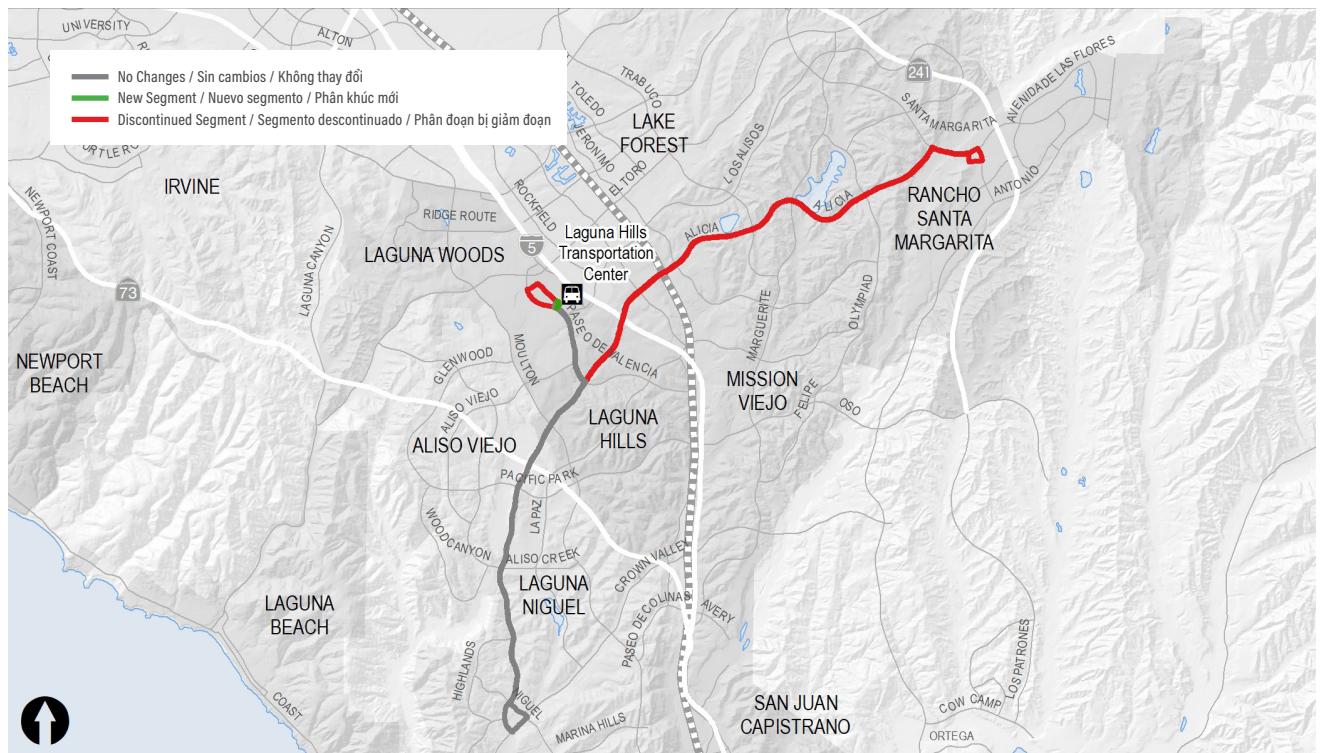 UNIVERSITY
ALTON
No Changes / Sin cambios / Không thay đổi
New Segment / Nuevo segmento / Phân khúc mới
Discontinued Segment / Segmento descontinuado / Phân đoạn bị giảm đoạn
241
AVENIDA DE LAS FLORES
TRABUCO
TOLEDO
JERONIMO
EL TORO
LAKE
FOREST
LOS ALISOS
SANTA MARGARITA
IRVINE
ROCKFIELD
ALICIA
ANTONIO
RANCHO
SANTA
MARGARITA
NEWPORT COAST
RIDGE ROUTE
LAGUNA CANYON
LAGUNA WOODS
5
Laguna Hills
Transportation
Center
ALICIA
73
PASEO DE VALENCIA
MARGUERITE
OLYMPIAD
NEWPORT
BEACH
GLENWOOD
MOULTON
MISSION
VIEJO
FELIPE
OSO
ALISO VIEJO
LAGUNA
HILLS
ALISO VIEJO
PACIFIC PARK
LA PAZ
WOOD CANYON
ALISO CREEK
CROWN VALLEY
LAGUNA
NIGUEL
PASEO DE COLINAS
AVERY
LAGUNA
BEACH
HIGHLANDS
NIGUEL
MARINA HILLS
COAST
SAN JUAN
CAPISTRANO
LOS PATRONES
COW CAMP
ORTEGA